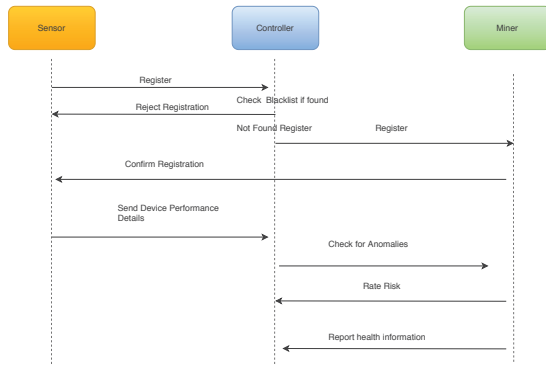 Sensor
Controller
Miner
Register
Check Blacklist if found
Reject Registration
Not Found Register
Register
Confirm Registration
Send Device Performance
Details
Check for Anomalies
Rate Risk
Report health information